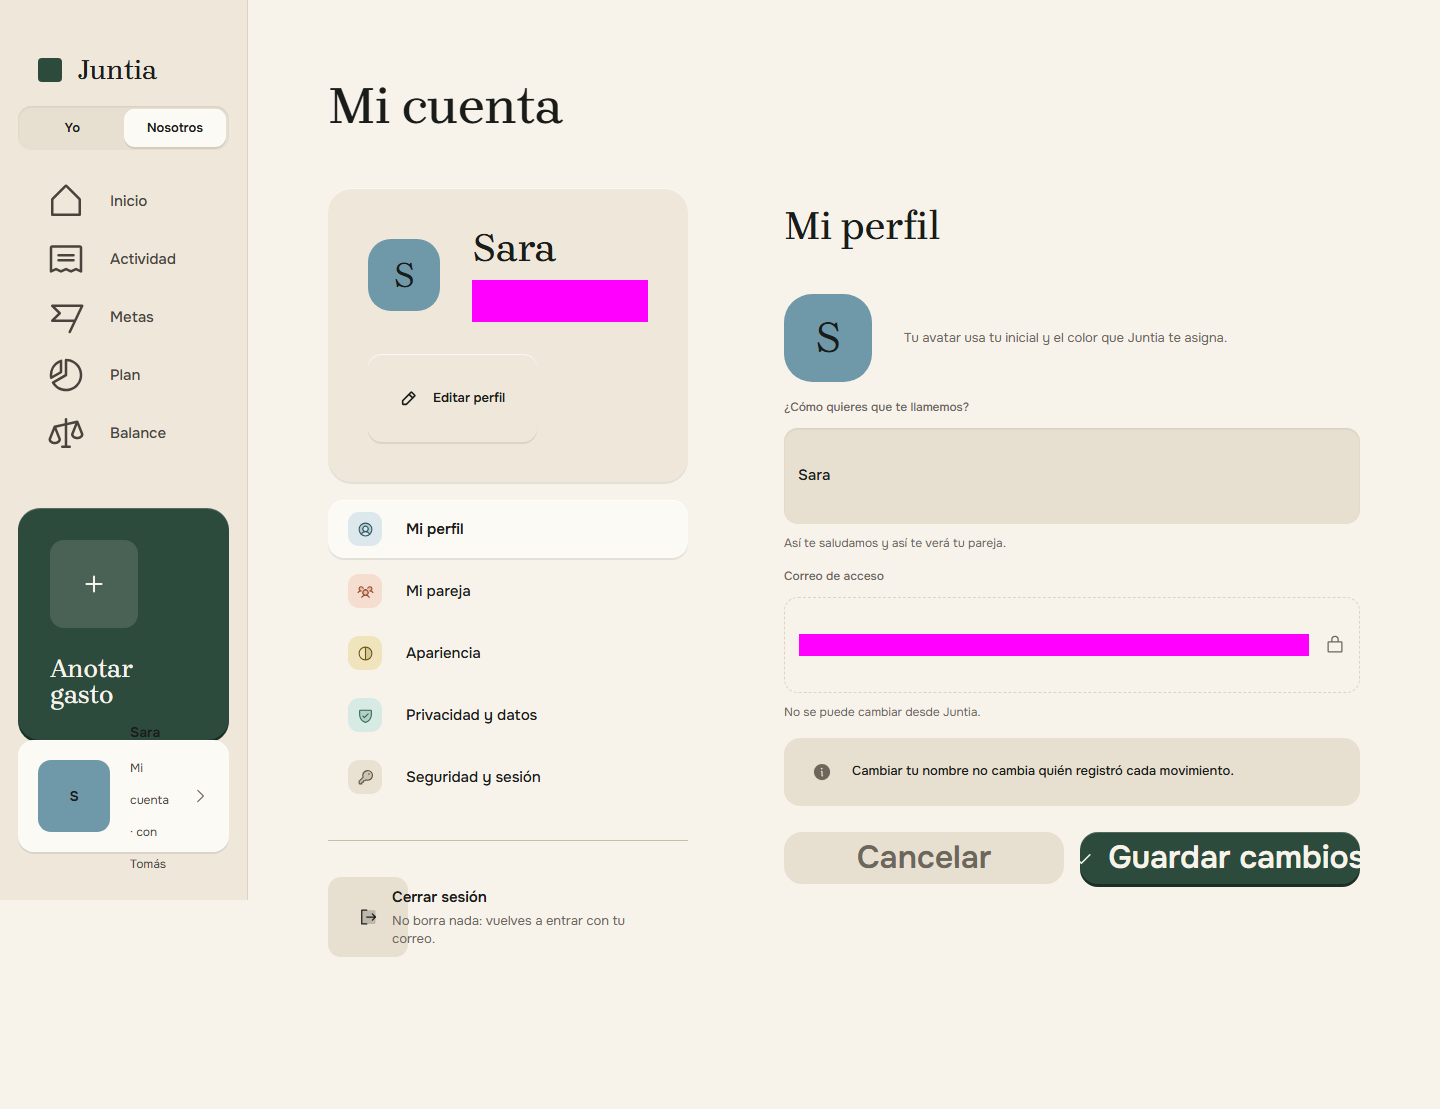 Juntia
Yo
Nosotros
Inicio
Actividad
Metas
Plan
Balance
Anotar
gasto
Sara
S
Mi
cuenta
· con
Tomás
Mi cuenta
S
Sara
Editar perfil
Mi perfil
Mi pareja
Apariencia
Privacidad y datos
Seguridad y sesión
Cerrar sesión
No borra nada: vuelves a entrar con tu
correo.
Mi perfil
S
Tu avatar usa tu inicial y el color que Juntia te asigna.
¿Cómo quieres que te llamemos?
Sara
Así te saludamos y así te verá tu pareja.
Correo de acceso
No se puede cambiar desde Juntia.
Cambiar tu nombre no cambia quién registró cada movimiento.
Cancelar
Guardar cambios